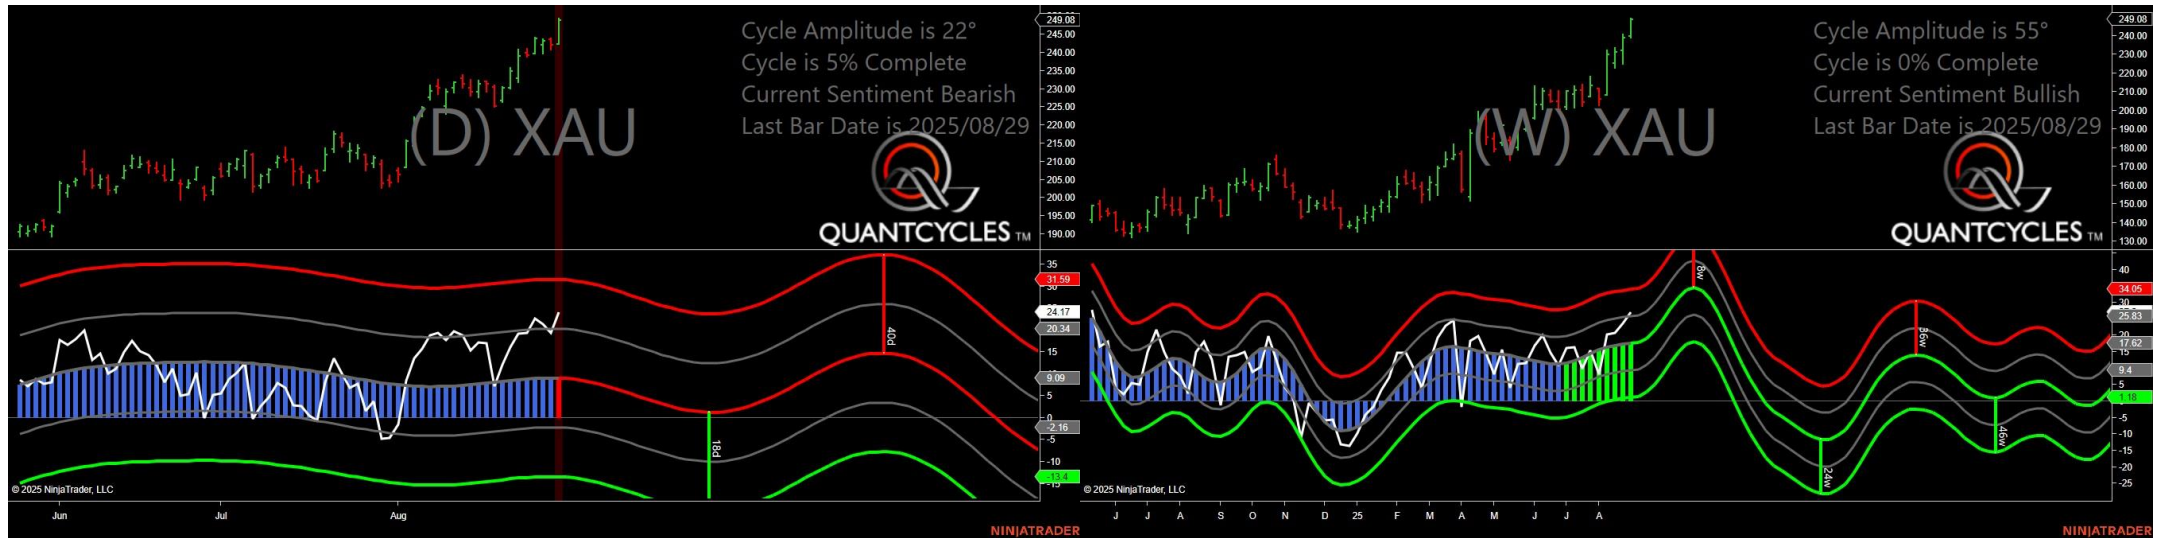 Cycle Amplitude is 22°
Cycle is 5% Complete
Current Sentiment Bearish
Last Bar Date is 2025/08/29
(D) XAU
QUANTCYCLES TM
249.08
245.00
240.00
235.00
230.00
225.00
220.00
215.00
210.00
205.00
200.00
195.00
190.00
35
31.59
30
24.17
20.34
15
9.09
5
0
-2.16
-5
-10
-13.4
40d
18d
© 2025 NinjaTrader, LLC
Jun Jul Aug
NINJATRADER
Cycle Amplitude is 55°
Cycle is 0% Complete
Current Sentiment Bullish
Last Bar Date is 2025/08/29
(W) XAU
QUANTCYCLES TM
249.08
240.00
230.00
220.00
210.00
200.00
190.00
180.00
170.00
160.00
150.00
140.00
130.00
40
34.05
30
25.83
20
17.62
15
9.4
5
1.18
-5
-10
-15
-20
-25
8w
24w
36w
46w
© 2025 NinjaTrader, LLC
J J A S O N D 25 F M A M J J A
NINJATRADER